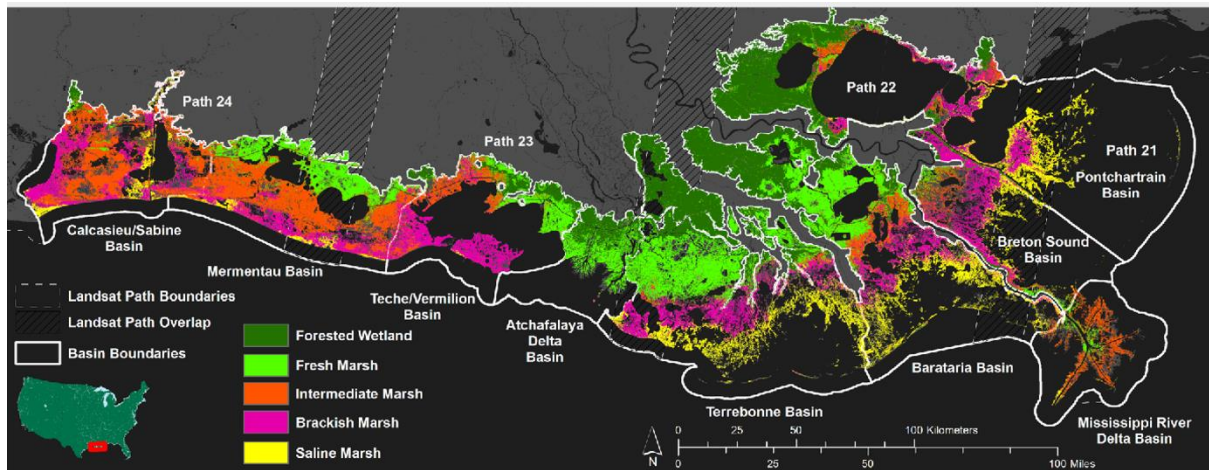 Path 24
Path 23
Path 22
Path 21
Pontchartrain
Basin
Calcasieu/Sabine
Basin
Mermentau Basin
Teche/Vermilion
Basin
Atchafalaya
Delta
Basin
Breton Sound
Basin
Terrebonne Basin
Barataria Basin
Mississippi River
Delta Basin
Landsat Path Boundaries
Landsat Path Overlap
Basin Boundaries
Forested Wetland
Fresh Marsh
Intermediate Marsh
Brackish Marsh
Saline Marsh
N
0 25 50 100 Kilometers
0 25 50 100 Miles